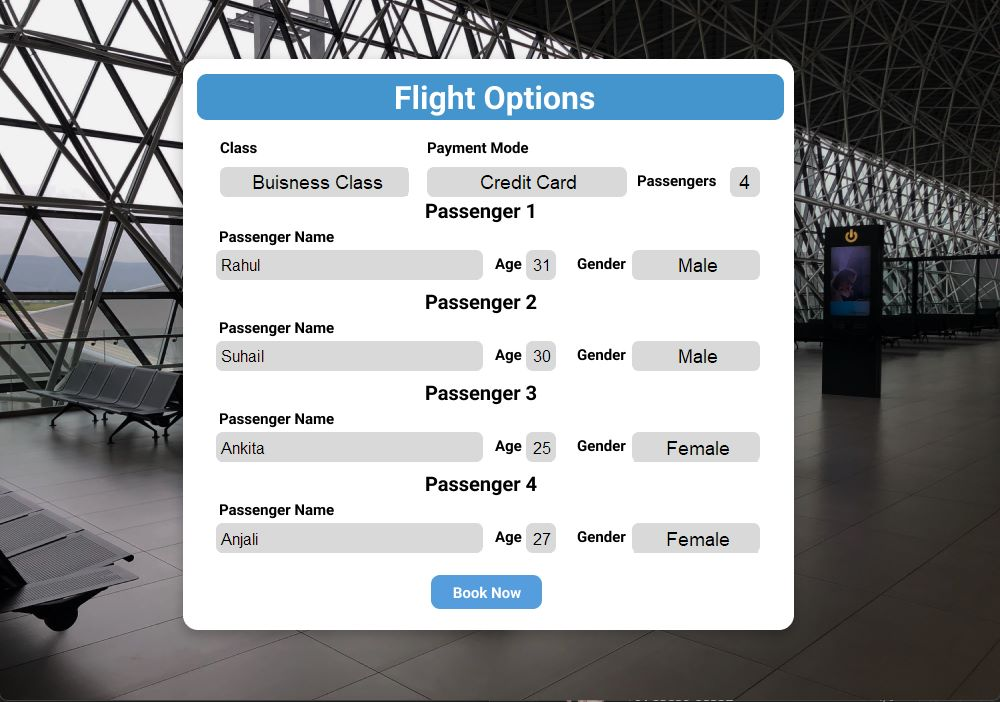 Flight Options
Class Payment Mode
Buisness Class Credit Card Passengers 4
Passenger 1
Passenger Name
Rahul Age 31 Gender Male
Passenger 2
Passenger Name
Suhail Age 30 Gender Male
Passenger 3
Passenger Name
Ankita Age 25 Gender Female
Passenger 4
Passenger Name
Anjali Age 27 Gender Female
Book Now